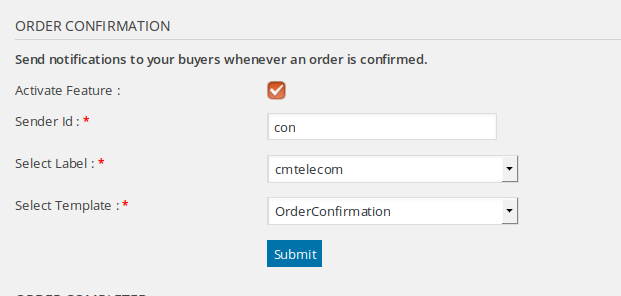 ORDER CONFIRMATION
Send notifications to your buyers whenever an order is confirmed.
Activate Feature :
Sender Id : *
con
Select Label : *
cmtelecom
Select Template : *
OrderConfirmation
Submit